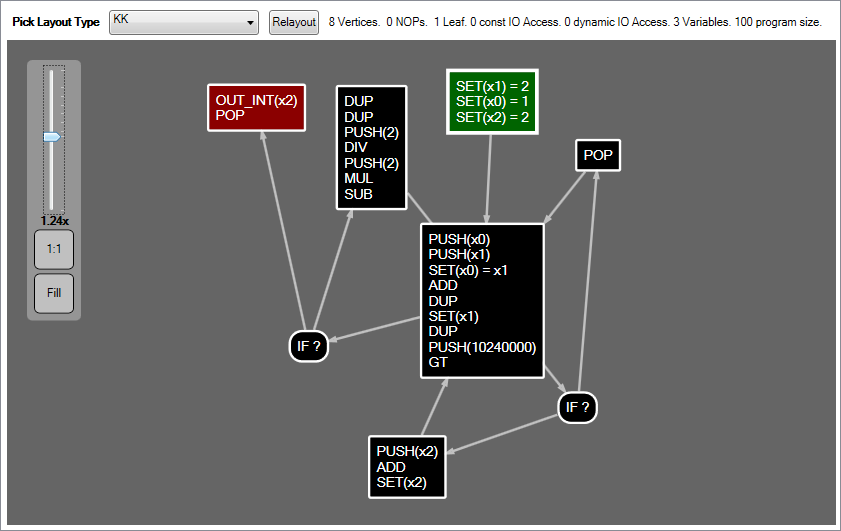 Pick Layout Type KK Relayout 8 Vertices. 0 NOPs. 1 Leaf. 0 const IO Access. 0 dynamic IO Access. 3 Variables. 100 program size.
1.24x
1:1
Fill
OUT_INT(x2)
POP
DUP
DUP
PUSH(2)
DIV
PUSH(2)
MUL
SUB
SET(x1) = 2
SET(x0) = 1
SET(x2) = 2
POP
PUSH(x0)
PUSH(x1)
SET(x0) = x1
ADD
DUP
SET(x1)
DUP
PUSH(10240000)
GT
IF ?
IF ?
PUSH(x2)
ADD
SET(x2)